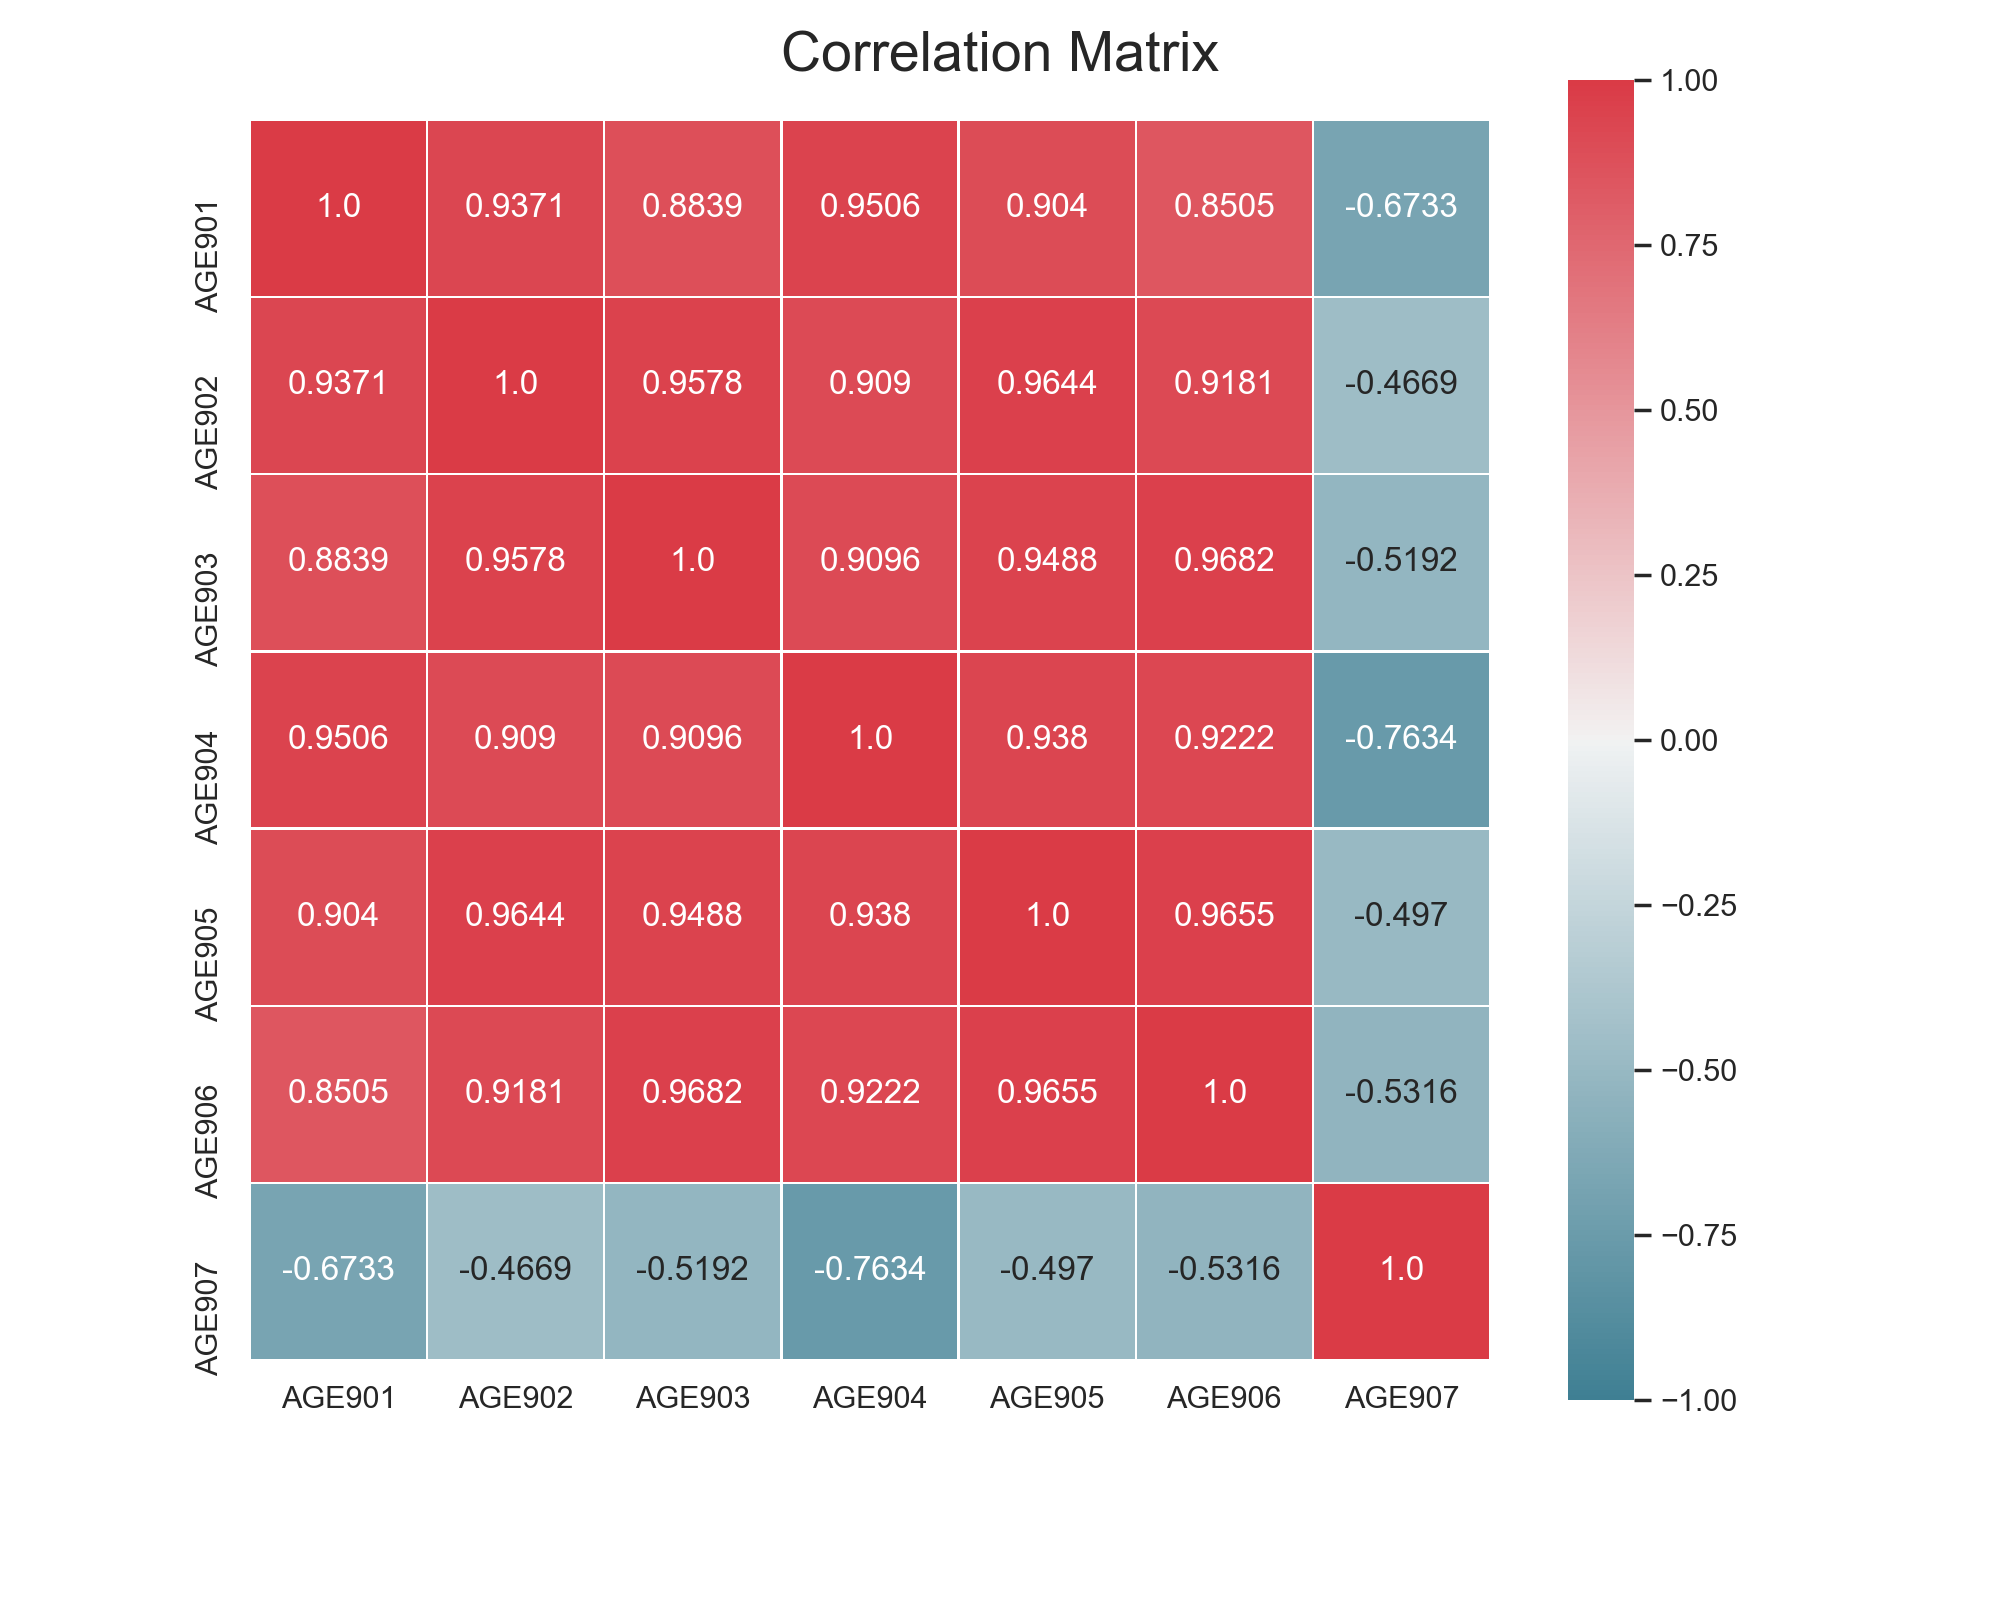 Correlation Matrix
AGE901 1.0 0.9371 0.8839 0.9506 0.904 0.8505 -0.6733
AGE902 0.9371 1.0 0.9578 0.909 0.9644 0.9181 -0.4669
AGE903 0.8839 0.9578 1.0 0.9096 0.9488 0.9682 -0.5192
AGE904 0.9506 0.909 0.9096 1.0 0.938 0.9222 -0.7634
AGE905 0.904 0.9644 0.9488 0.938 1.0 0.9655 -0.497
AGE906 0.8505 0.9181 0.9682 0.9222 0.9655 1.0 -0.5316
AGE907 -0.6733 -0.4669 -0.5192 -0.7634 -0.497 -0.5316 1.0
AGE901 AGE902 AGE903 AGE904 AGE905 AGE906 AGE907
1.00
0.75
0.50
0.25
0.00
−0.25
−0.50
−0.75
−1.00